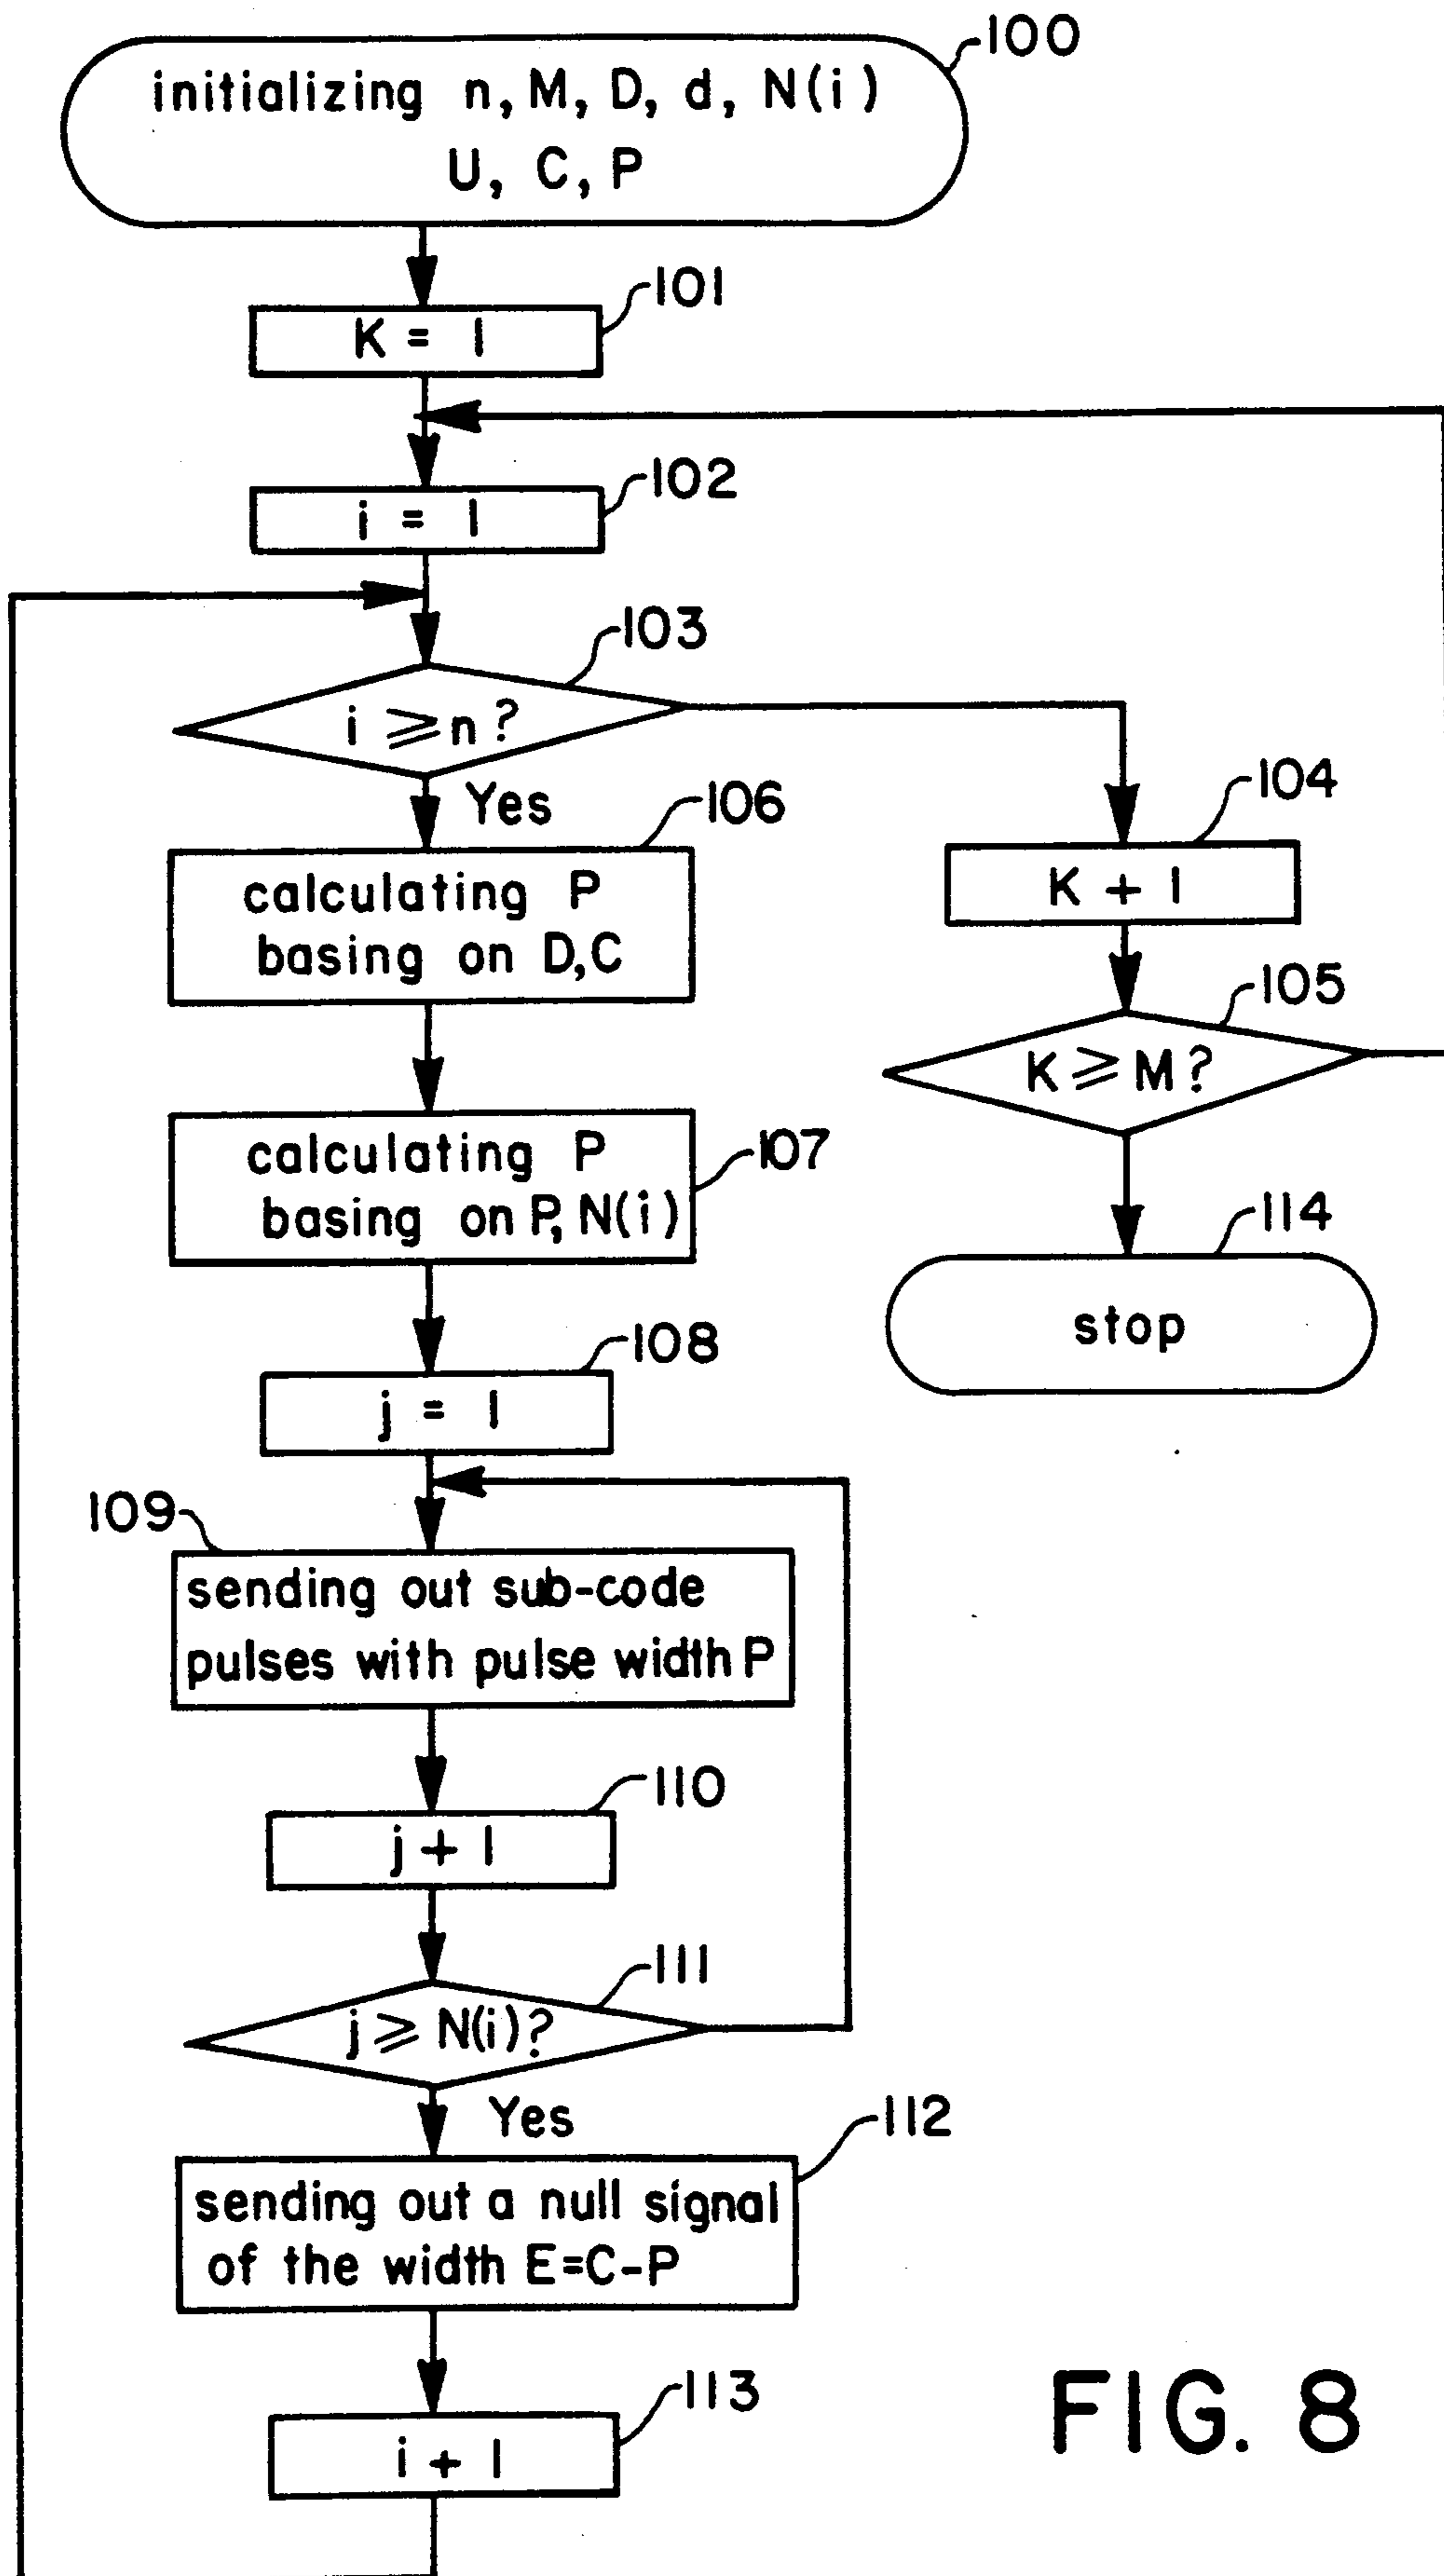 100
initializing n, M, D, d, N(i)
U, C, P
101
K = 1
102
i = 1
103
i ⩾ n ?
Yes
106
calculating P
basing on D,C
104
K + 1
105
K ⩾ M ?
107
calculating P
basing on P, N(i)
114
stop
108
j = 1
109
sending out sub-code
pulses with pulse width P
110
j + 1
111
j ⩾ N(i)?
Yes
112
sending out a null signal
of the width E=C-P
113
i + 1
FIG. 8